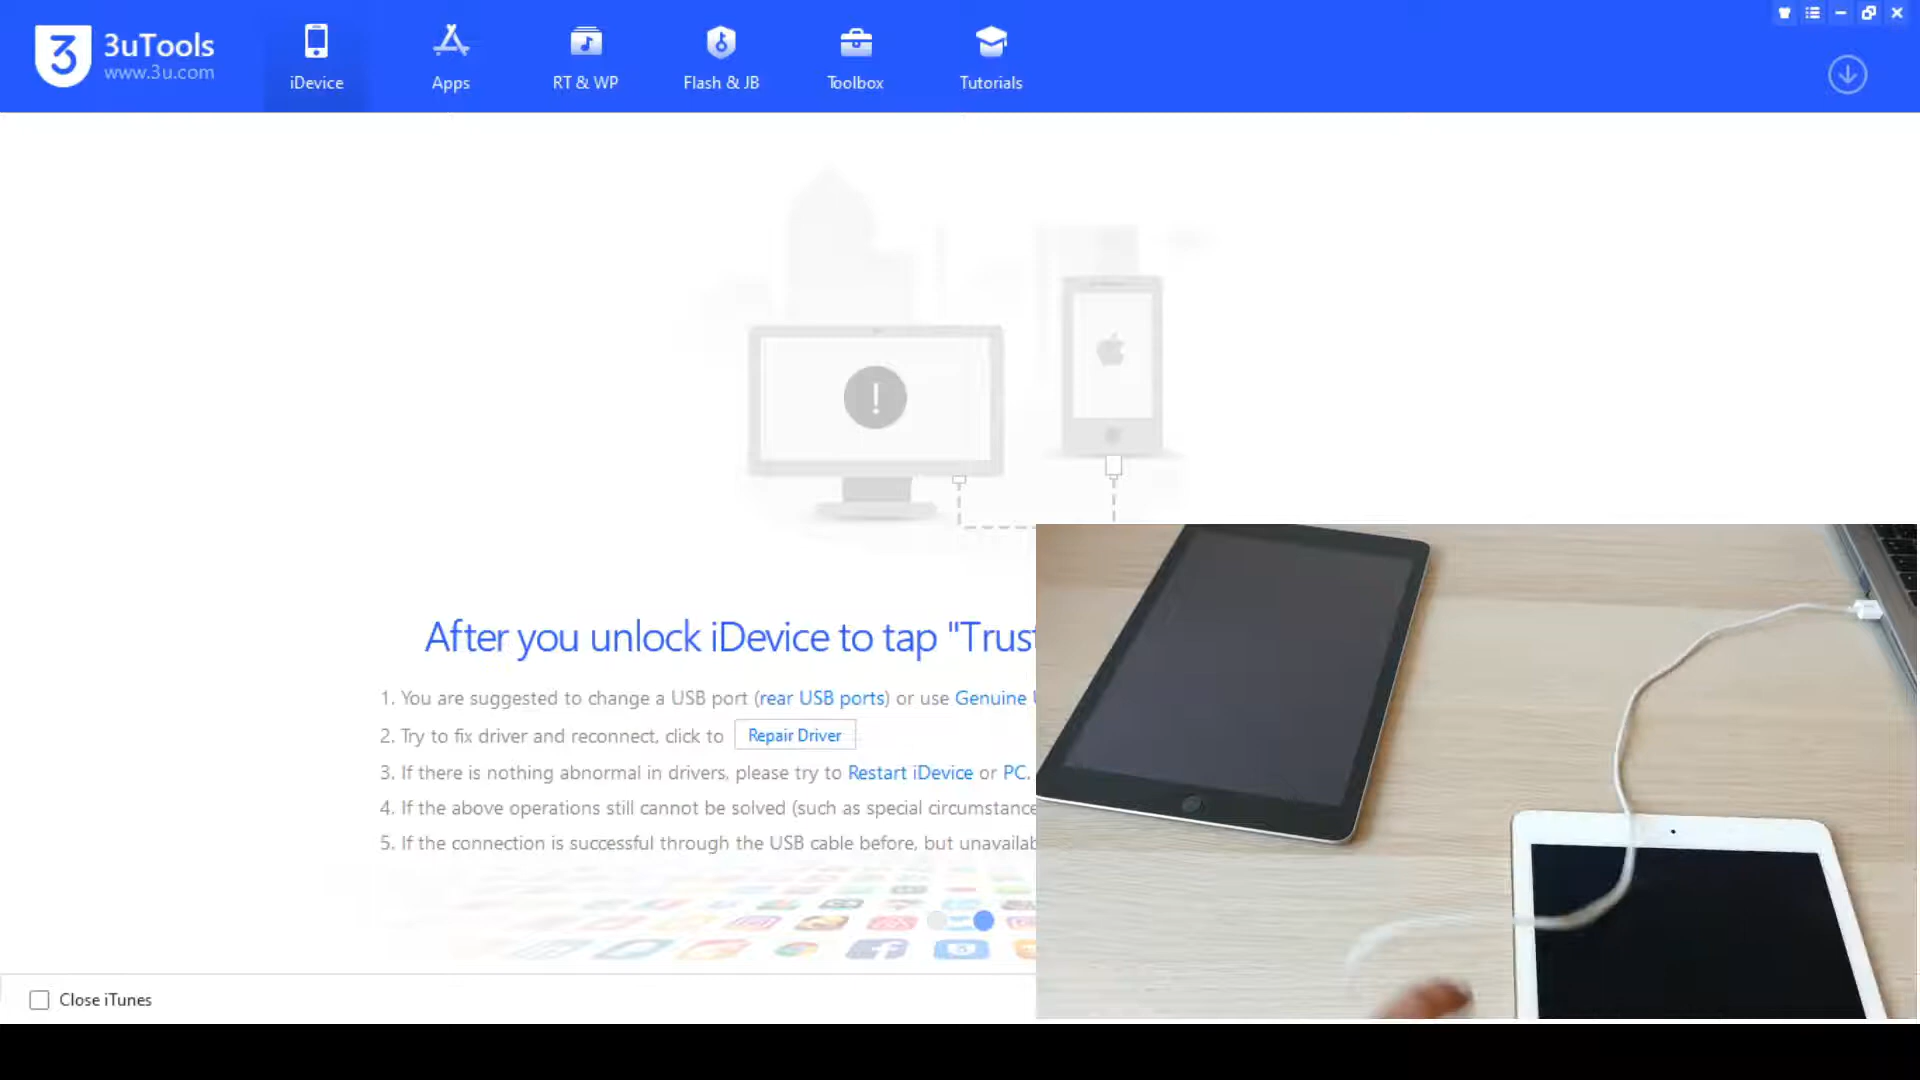 3uTools
www.3u.com
iDevice
Apps
RT & WP
Flash & JB
Toolbox
Tutorials
After you unlock iDevice to tap "Trust
1. You are suggested to change a USB port (rear USB ports) or use Genuine
2. Try to fix driver and reconnect, click to Repair Driver
3. If there is nothing abnormal in drivers, please try to Restart iDevice or PC.
4. If the above operations still cannot be solved (such as special circumstance
5. If the connection is successful through the USB cable before, but unavailab
Close iTunes